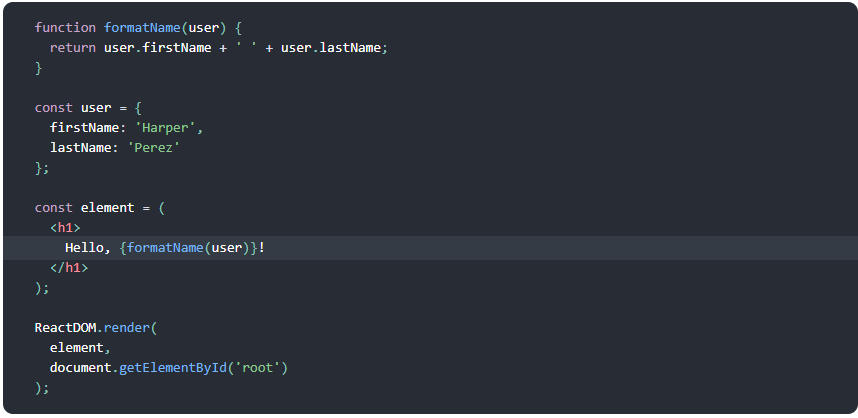 function formatName(user) {
  return user.firstName + ' ' + user.lastName;
}

const user = {
  firstName: 'Harper',
  lastName: 'Perez'
};

const element = (
  <h1>
    Hello, {formatName(user)}!
  </h1>
);

ReactDOM.render(
  element,
  document.getElementById('root')
);